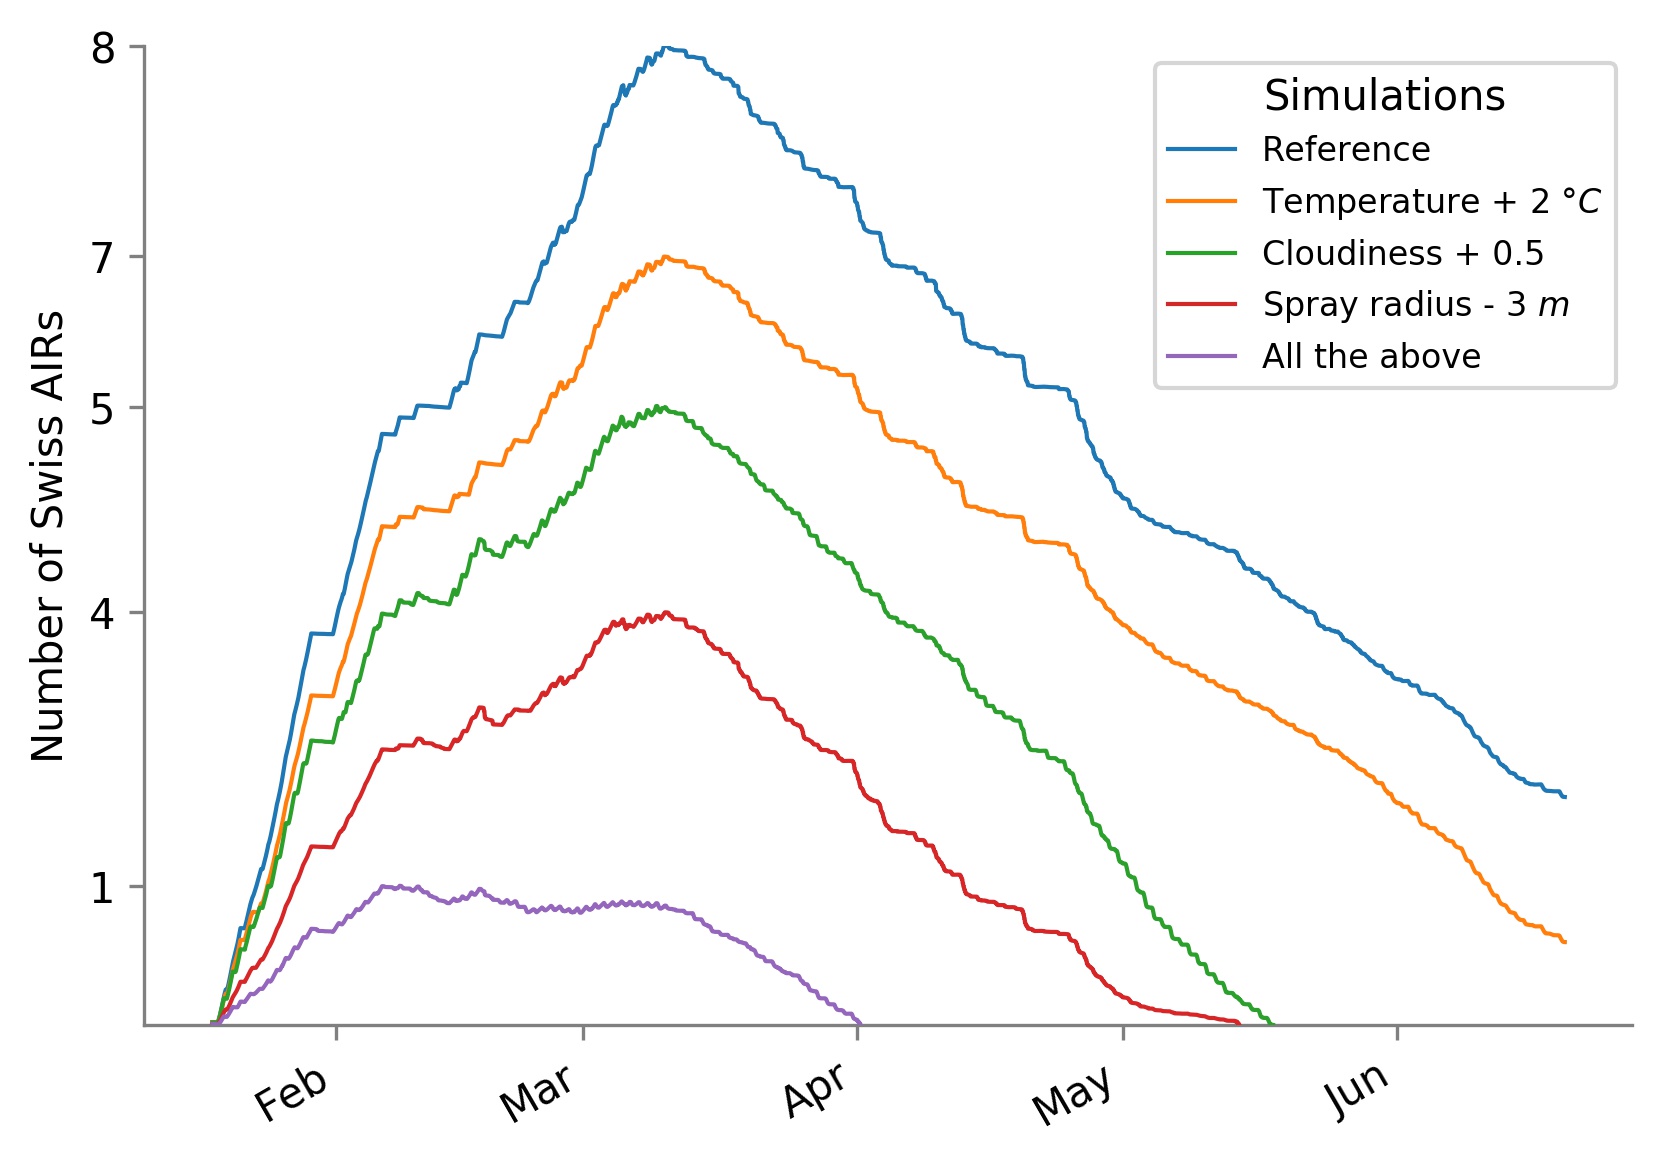 Number of Swiss AIRs
8
7
5
4
1
Feb
Mar
Apr
May
Jun
Simulations
Reference
Temperature + 2 °C
Cloudiness + 0.5
Spray radius - 3 m
All the above